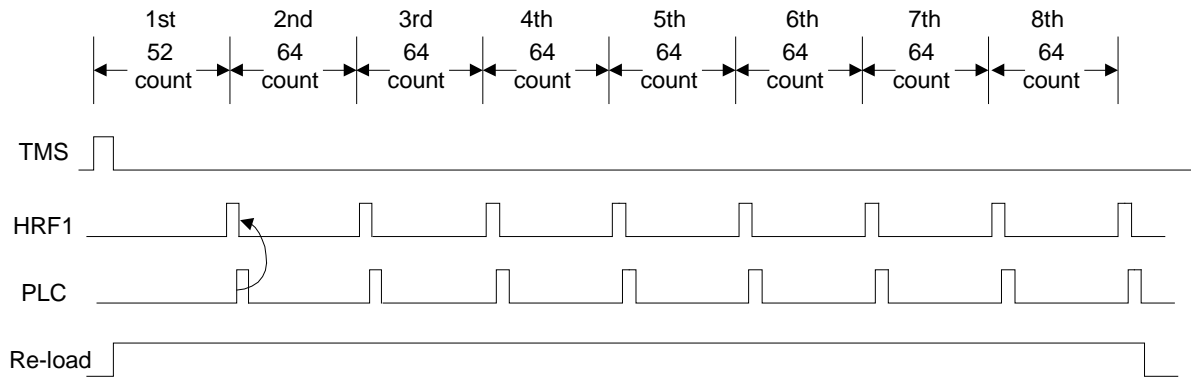 1st 2nd 3rd 4th 5th 6th 7th 8th
52 64 64 64 64 64 64 64
count count count count count count count count
TMS
HRF1
PLC
Re-load